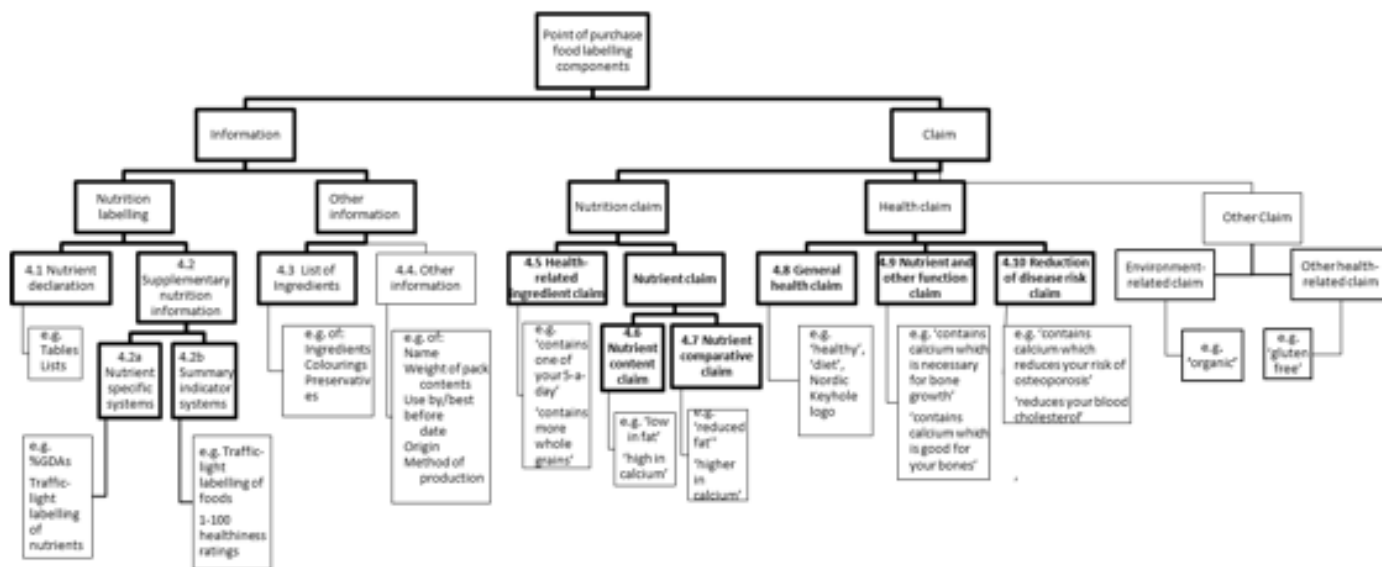 Point of purchase
food labelling
components
Information
Claim
Nutrition
labelling
Other
information
Nutrition claim
Health claim
Other Claim
4.1 Nutrient
declaration
4.2
Supplementary
nutrition
information
4.3 List of
Ingredients
4.4. Other
information
4.5 Health-
related
ingredient claim
Nutrient claim
4.8 General
health claim
4.9 Nutrient and
other function
claim
4.10 Reduction
of disease risk
claim
Environment-
related claim
Other health-
related claim
e.g.
Tables
Lists
4.2a
Nutrient
specific
systems
4.2b
Summary
indicator
systems
e.g. of:
Ingredients
Colourings
Preservativ
es
e.g. of:
Name
Weight of pack
contents
Use by/best
before
date
Origin
Method of
production
e.g.
'contains
one of
your 5-a-
day'
'contains
more
whole
grains'
4.6
Nutrient
content
claim
4.7 Nutrient
comparative
claim
e.g.
'healthy',
'diet',
Nordic
Keyhole
logo
e.g. 'contains
calcium which
is necessary
for bone
growth'
'contains
calcium which
is good for
your bones'
e.g. 'contains
calcium which
reduces your risk of
osteoporosis'
'reduces your blood
cholesterol'
e.g.
"organic"
e.g.
"gluten
free'
e.g. 'low
in fat'
'high in
calcium'
e.g.
'reduced
fat''
'higher
in
calcium'
e.g.
%GDAs
Traffic-
light
labelling
of
nutrients
e.g. Traffic-
light
labelling of
foods
1-100
healthiness
ratings